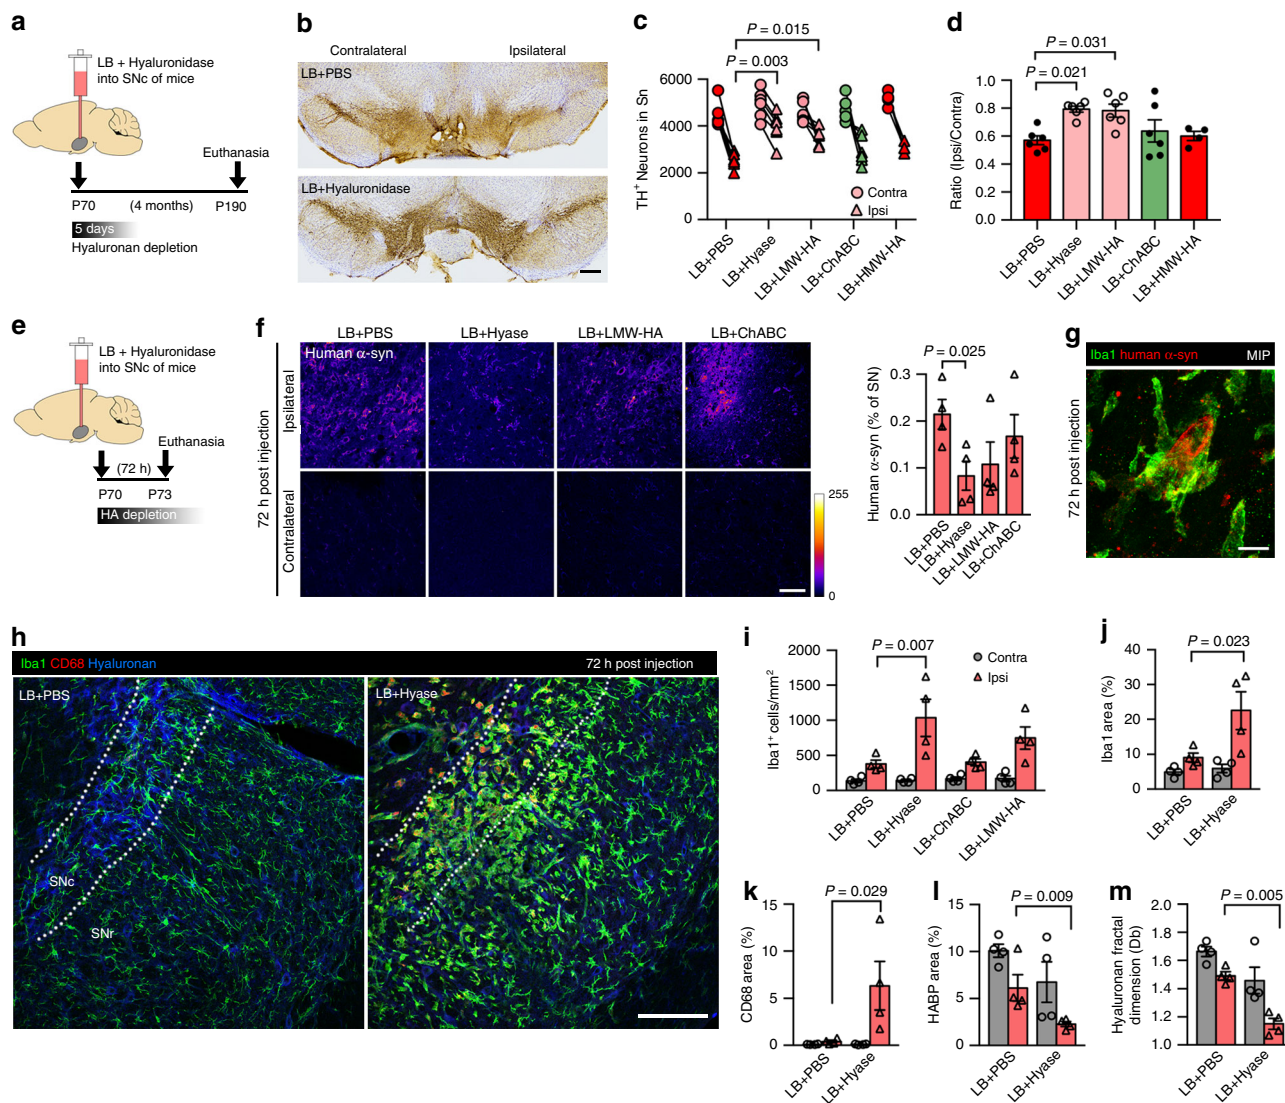 a
LB + Hyaluronidase
into SNc of mice
Euthanasia
P70
(4 months)
P190
5 days
Hyaluronan depletion
b
Contralateral
Ipsilateral
LB+PBS
LB+Hyaluronidase
c
P = 0.015
P = 0.003
TH+ Neurons in Sn
6000
4000
2000
0
Contra
Ipsi
LB+PBS
LB+Hyase
LB+LMW-HA
LB+ChABC
LB+HMW-HA
d
P = 0.031
P = 0.021
Ratio (Ipsi/Contra)
1.0
0.8
0.6
0.4
0.2
0.0
LB+PBS
LB+Hyase
LB+LMW-HA
LB+ChABC
LB+HMW-HA
e
LB + Hyaluronidase
into SNc of mice
Euthanasia
(72 h)
P70
P73
HA depletion
f
LB+PBS
LB+Hyase
LB+LMW-HA
LB+ChABC
Human α-syn
72 h post injection
Ipsilateral
Contralateral
255
0
P = 0.025
Human α-syn (% of SN)
0.3
0.2
0.1
0.0
LB+PBS
LB+Hyase
LB+LMW-HA
LB+ChABC
g
Iba1 human α-syn
MIP
72 h post injection
h
Iba1 CD68 Hyaluronan
72 h post injection
LB+PBS
LB+Hyase
SNc
SNr
i
P = 0.007
Contra
Ipsi
Iba1+ cells/mm2
2000
1500
1000
500
0
LB+PBS
LB+Hyase
LB+ChABC
LB+LMW-HA
j
P = 0.023
Iba1 area (%)
40
30
20
10
0
LB+PBS
LB+Hyase
k
P = 0.029
CD68 area (%)
15
10
5
0
LB+PBS
LB+Hyase
l
P = 0.009
HABP area (%)
15
10
5
0
LB+PBS
LB+Hyase
m
P = 0.005
Hyaluronan fractal
dimension (Db)
2.0
1.8
1.6
1.4
1.2
1.0
LB+PBS
LB+Hyase